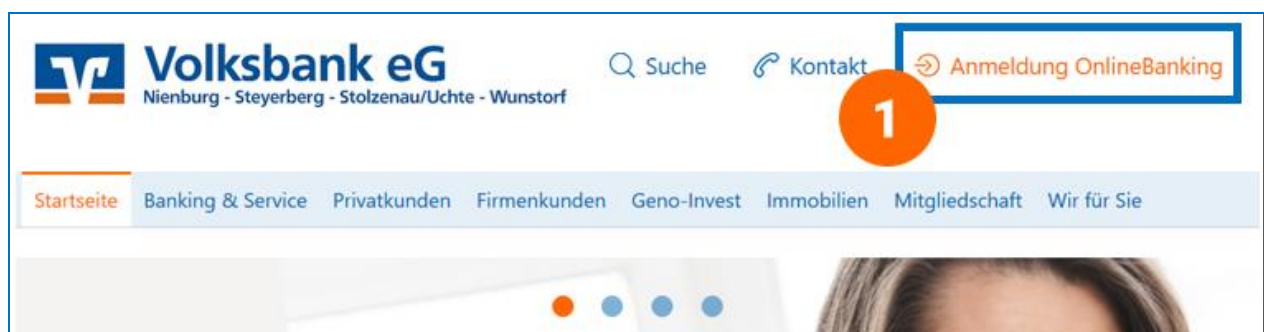 Volksbank eG
Nienburg - Steyerberg - Stolzenau/Uchte - Wunstorf
Suche Kontakt Anmeldung OnlineBanking
1
Startseite Banking & Service Privatkunden Firmenkunden Geno-Invest Immobilien Mitgliedschaft Wir für Sie